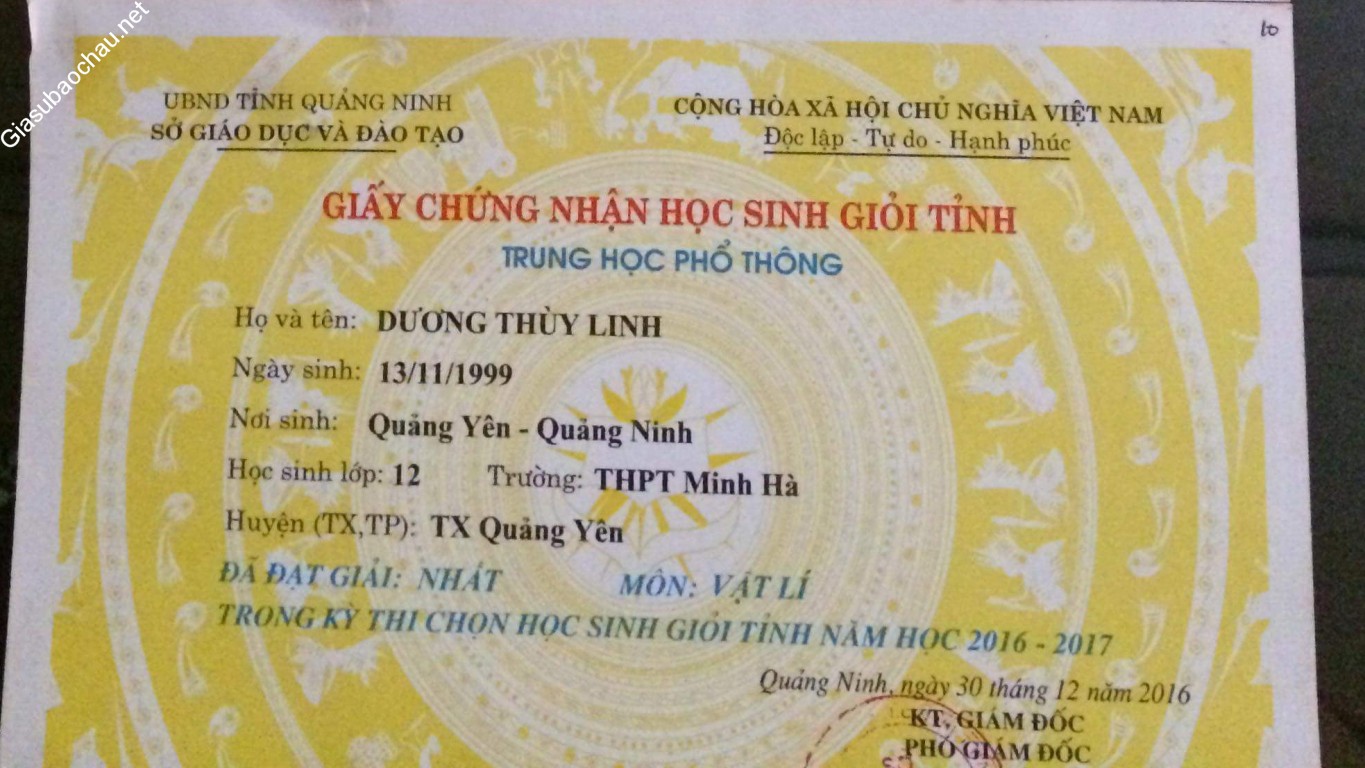 Giasubaochau.net
10
UBND TỈNH QUẢNG NINH
SỞ GIÁO DỤC VÀ ĐÀO TẠO
CỘNG HÒA XÃ HỘI CHỦ NGHĨA VIỆT NAM
Độc lập - Tự do - Hạnh phúc
GIẤY CHỨNG NHẬN HỌC SINH GIỎI TỈNH
TRUNG HỌC PHỔ THÔNG
Họ và tên: DƯƠNG THÙY LINH
Ngày sinh: 13/11/1999
Nơi sinh: Quảng Yên - Quảng Ninh
Học sinh lớp: 12 Trường: THPT Minh Hà
Huyện (TX,TP): TX Quảng Yên
ĐÃ ĐẠT GIẢI: NHẤT MÔN: VẬT LÍ
TRONG KỲ THI CHỌN HỌC SINH GIỎI TỈNH NĂM HỌC 2016 - 2017
Quảng Ninh, ngày 30 tháng 12 năm 2016
KT. GIÁM ĐỐC
PHÓ GIÁM ĐỐC